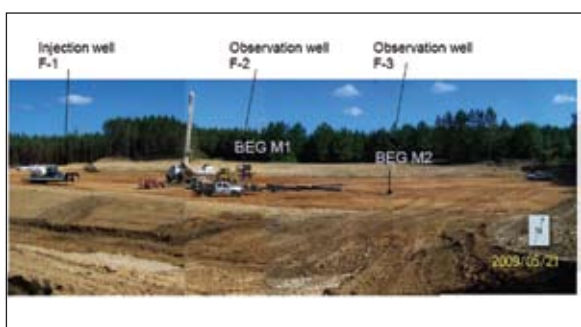 Injection well
F-1
Observation well
F-2
Observation well
F-3
BEG M1
BEG M2
N
2009/05/21